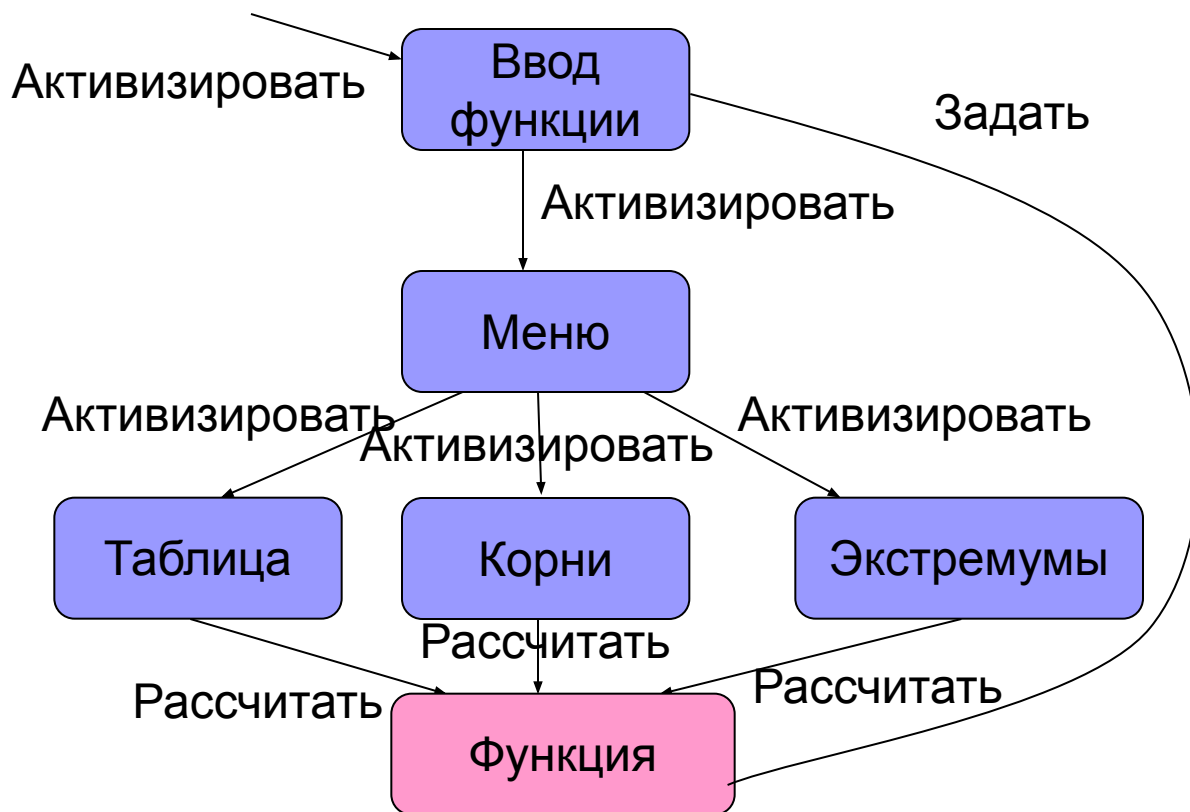 Ввод
функции
Активизировать
Задать
Активизировать
Меню
Активизировать
Активизировать
Активизировать
Таблица
Корни
Экстремумы
Рассчитать
Рассчитать
Рассчитать
Функция